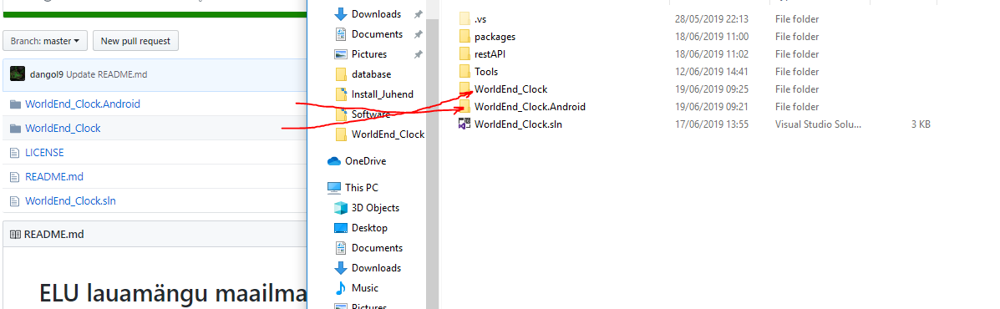 Branch: master
New pull request
dangol9 Update README.md
WorldEnd_Clock.Android
WorldEnd_Clock
LICENSE
README.md
WorldEnd_Clock.sln
README.md
ELU lauamängu maailma
Downloads
Documents
Pictures
database
Install_Juhend
Software
WorldEnd_Clock
OneDrive
This PC
3D Objects
Desktop
Documents
Downloads
Music
Pictures
.vs 28/05/2019 22:13 File folder
packages 18/06/2019 11:00 File folder
restAPI 18/06/2019 11:02 File folder
Tools 12/06/2019 14:41 File folder
WorldEnd_Clock 19/06/2019 09:25 File folder
WorldEnd_Clock.Android 19/06/2019 09:21 File folder
WorldEnd_Clock.sln 17/06/2019 13:55 Visual Studio Solu... 3 KB